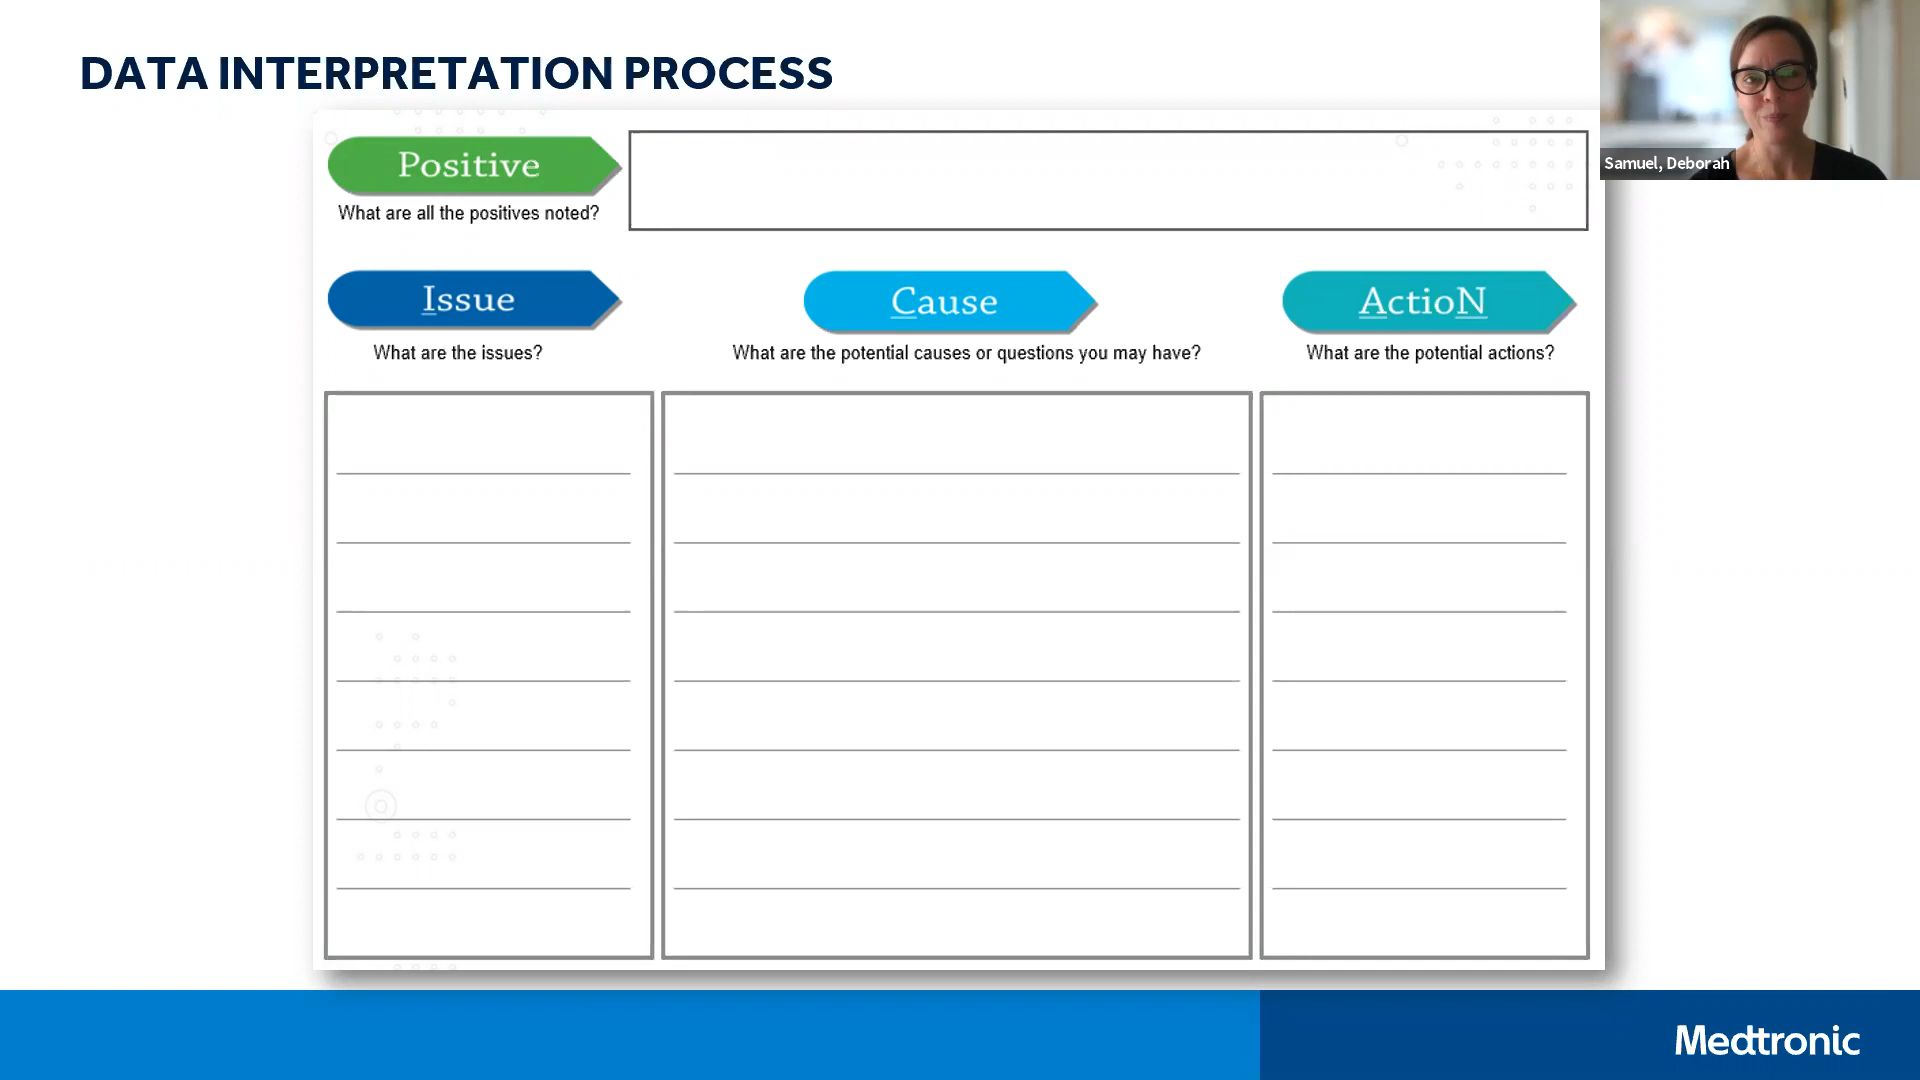 DATA INTERPRETATION PROCESS
Samuel, Deborah
Positive
What are all the positives noted?
Issue
Cause
ActioN
What are the issues?
What are the potential causes or questions you may have?
What are the potential actions?
Medtronic